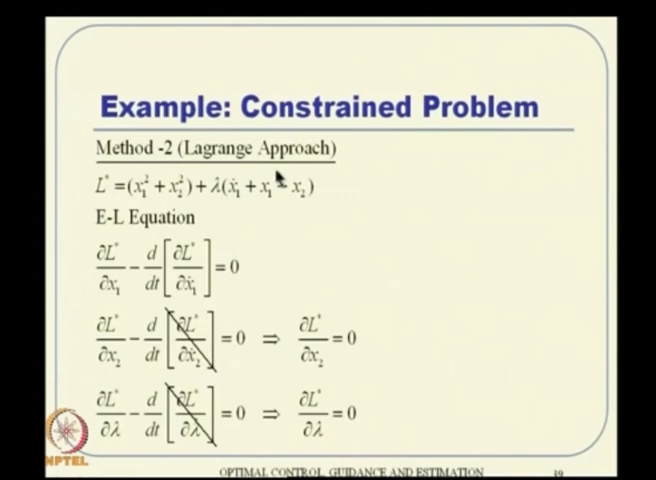 Example: Constrained Problem
Method -2 (Lagrange Approach)
L* = (x₁² + x₂²) + λ(ẋ₁ + x₁ − x₂)
E-L Equation
∂L*/∂x₁ − d/dt [∂L*/∂ẋ₁] = 0
∂L*/∂x₂ − d/dt [∂L*/∂ẋ₂] = 0 ⇒ ∂L*/∂x₂ = 0
∂L*/∂λ − d/dt [∂L*/∂λ̇] = 0 ⇒ ∂L*/∂λ = 0
NPTEL
OPTIMAL CONTROL, GUIDANCE AND ESTIMATION